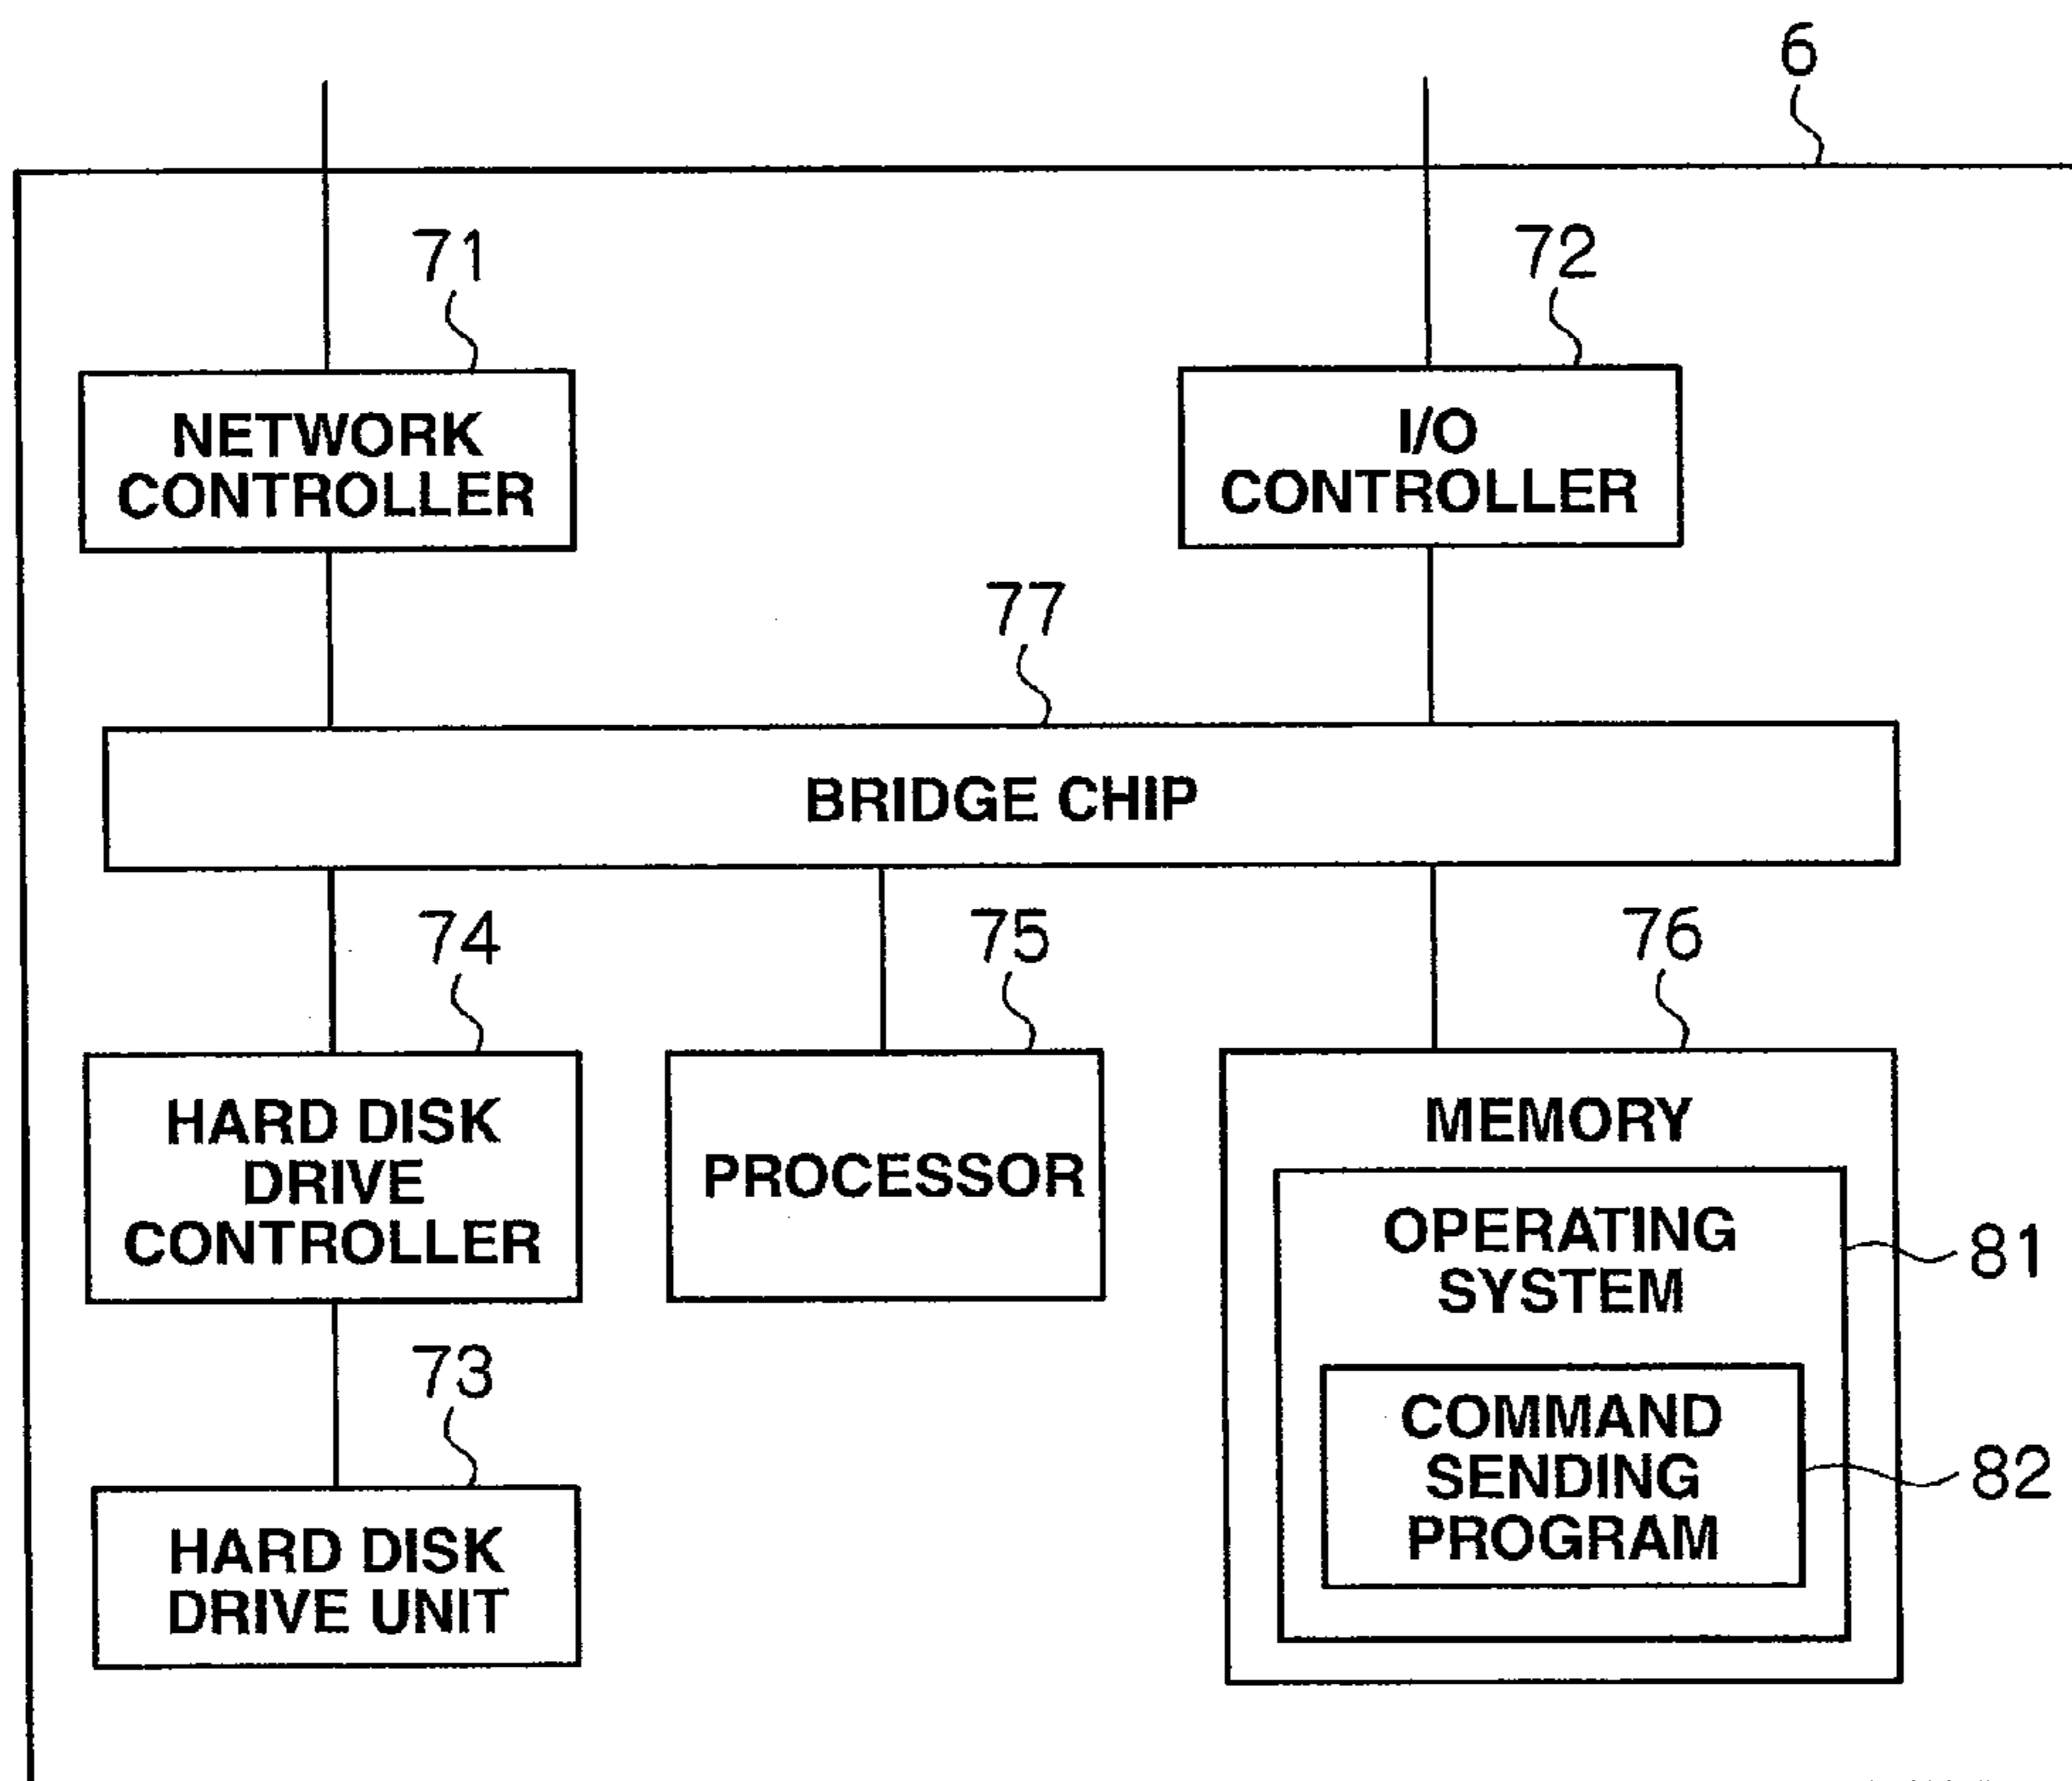 6
71
72
NETWORK
CONTROLLER
I/O
CONTROLLER
77
BRIDGE CHIP
74
75
76
HARD DISK
DRIVE
CONTROLLER
PROCESSOR
MEMORY
OPERATING
SYSTEM
81
73
COMMAND
SENDING
PROGRAM
82
HARD DISK
DRIVE UNIT